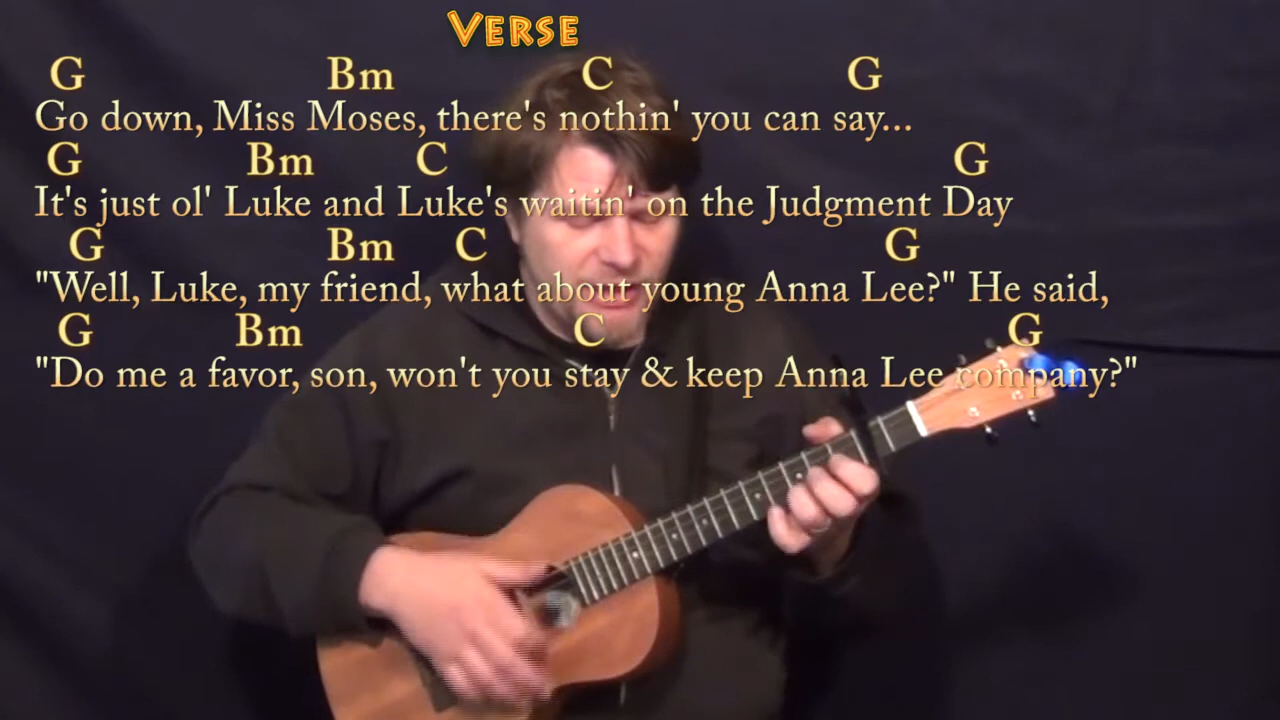 VERSE
G Bm C G
Go down, Miss Moses, there's nothin' you can say...
G Bm C G
It's just ol' Luke and Luke's waitin' on the Judgment Day
G Bm C G
"Well, Luke, my friend, what about young Anna Lee?" He said,
G Bm C G
"Do me a favor, son, won't you stay & keep Anna Lee company?"